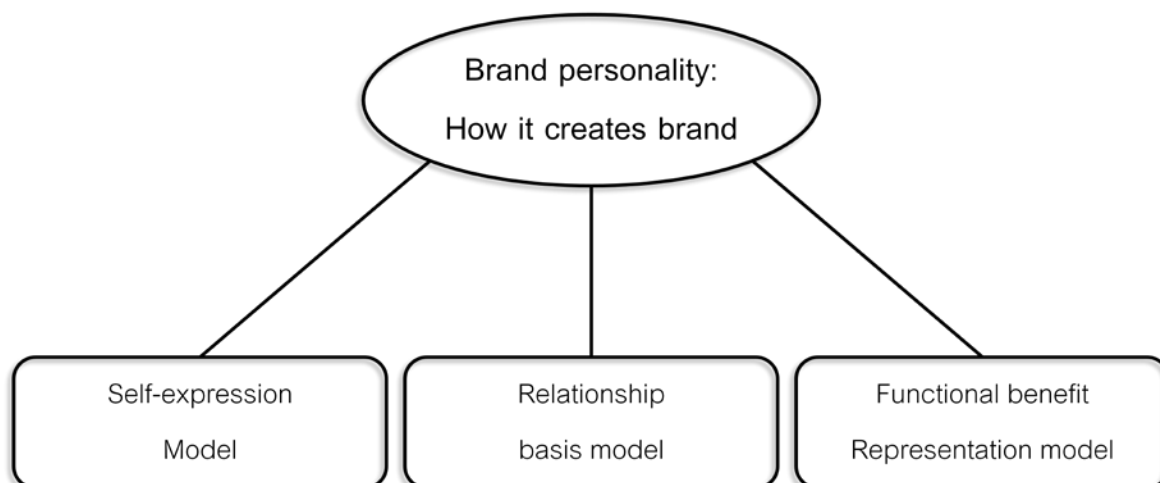 Brand personality:
How it creates brand
Self-expression
Model
Relationship
basis model
Functional benefit
Representation model